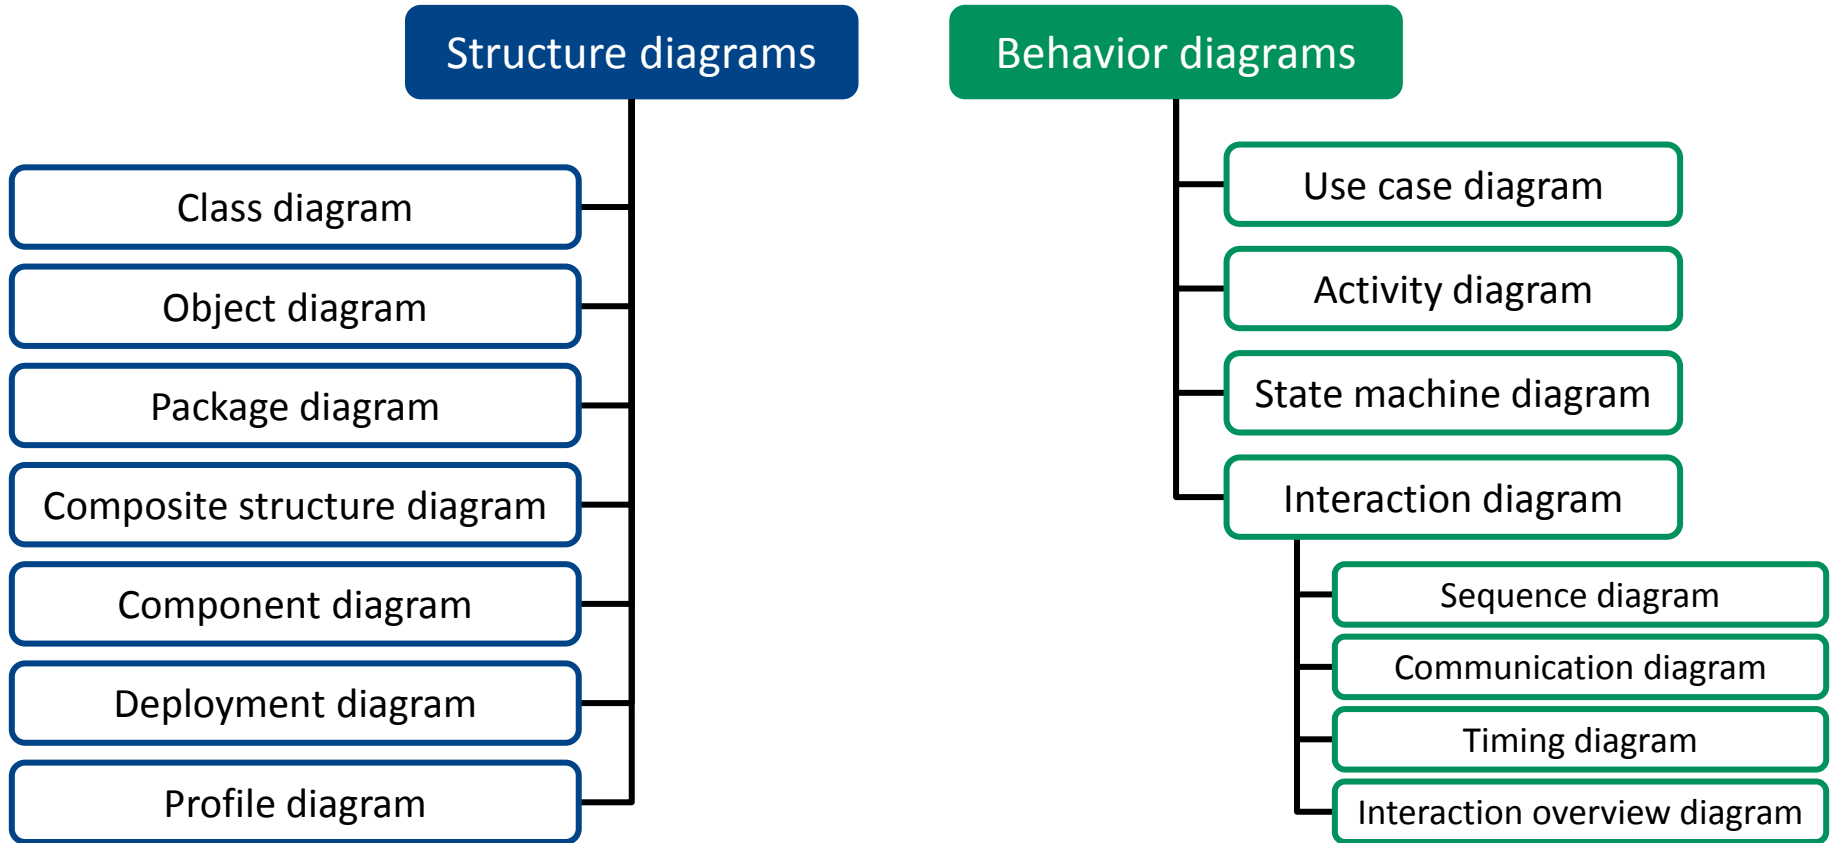 Structure diagrams
Class diagram
Object diagram
Package diagram
Composite structure diagram
Component diagram
Deployment diagram
Profile diagram
Behavior diagrams
Use case diagram
Activity diagram
State machine diagram
Interaction diagram
Sequence diagram
Communication diagram
Timing diagram
Interaction overview diagram